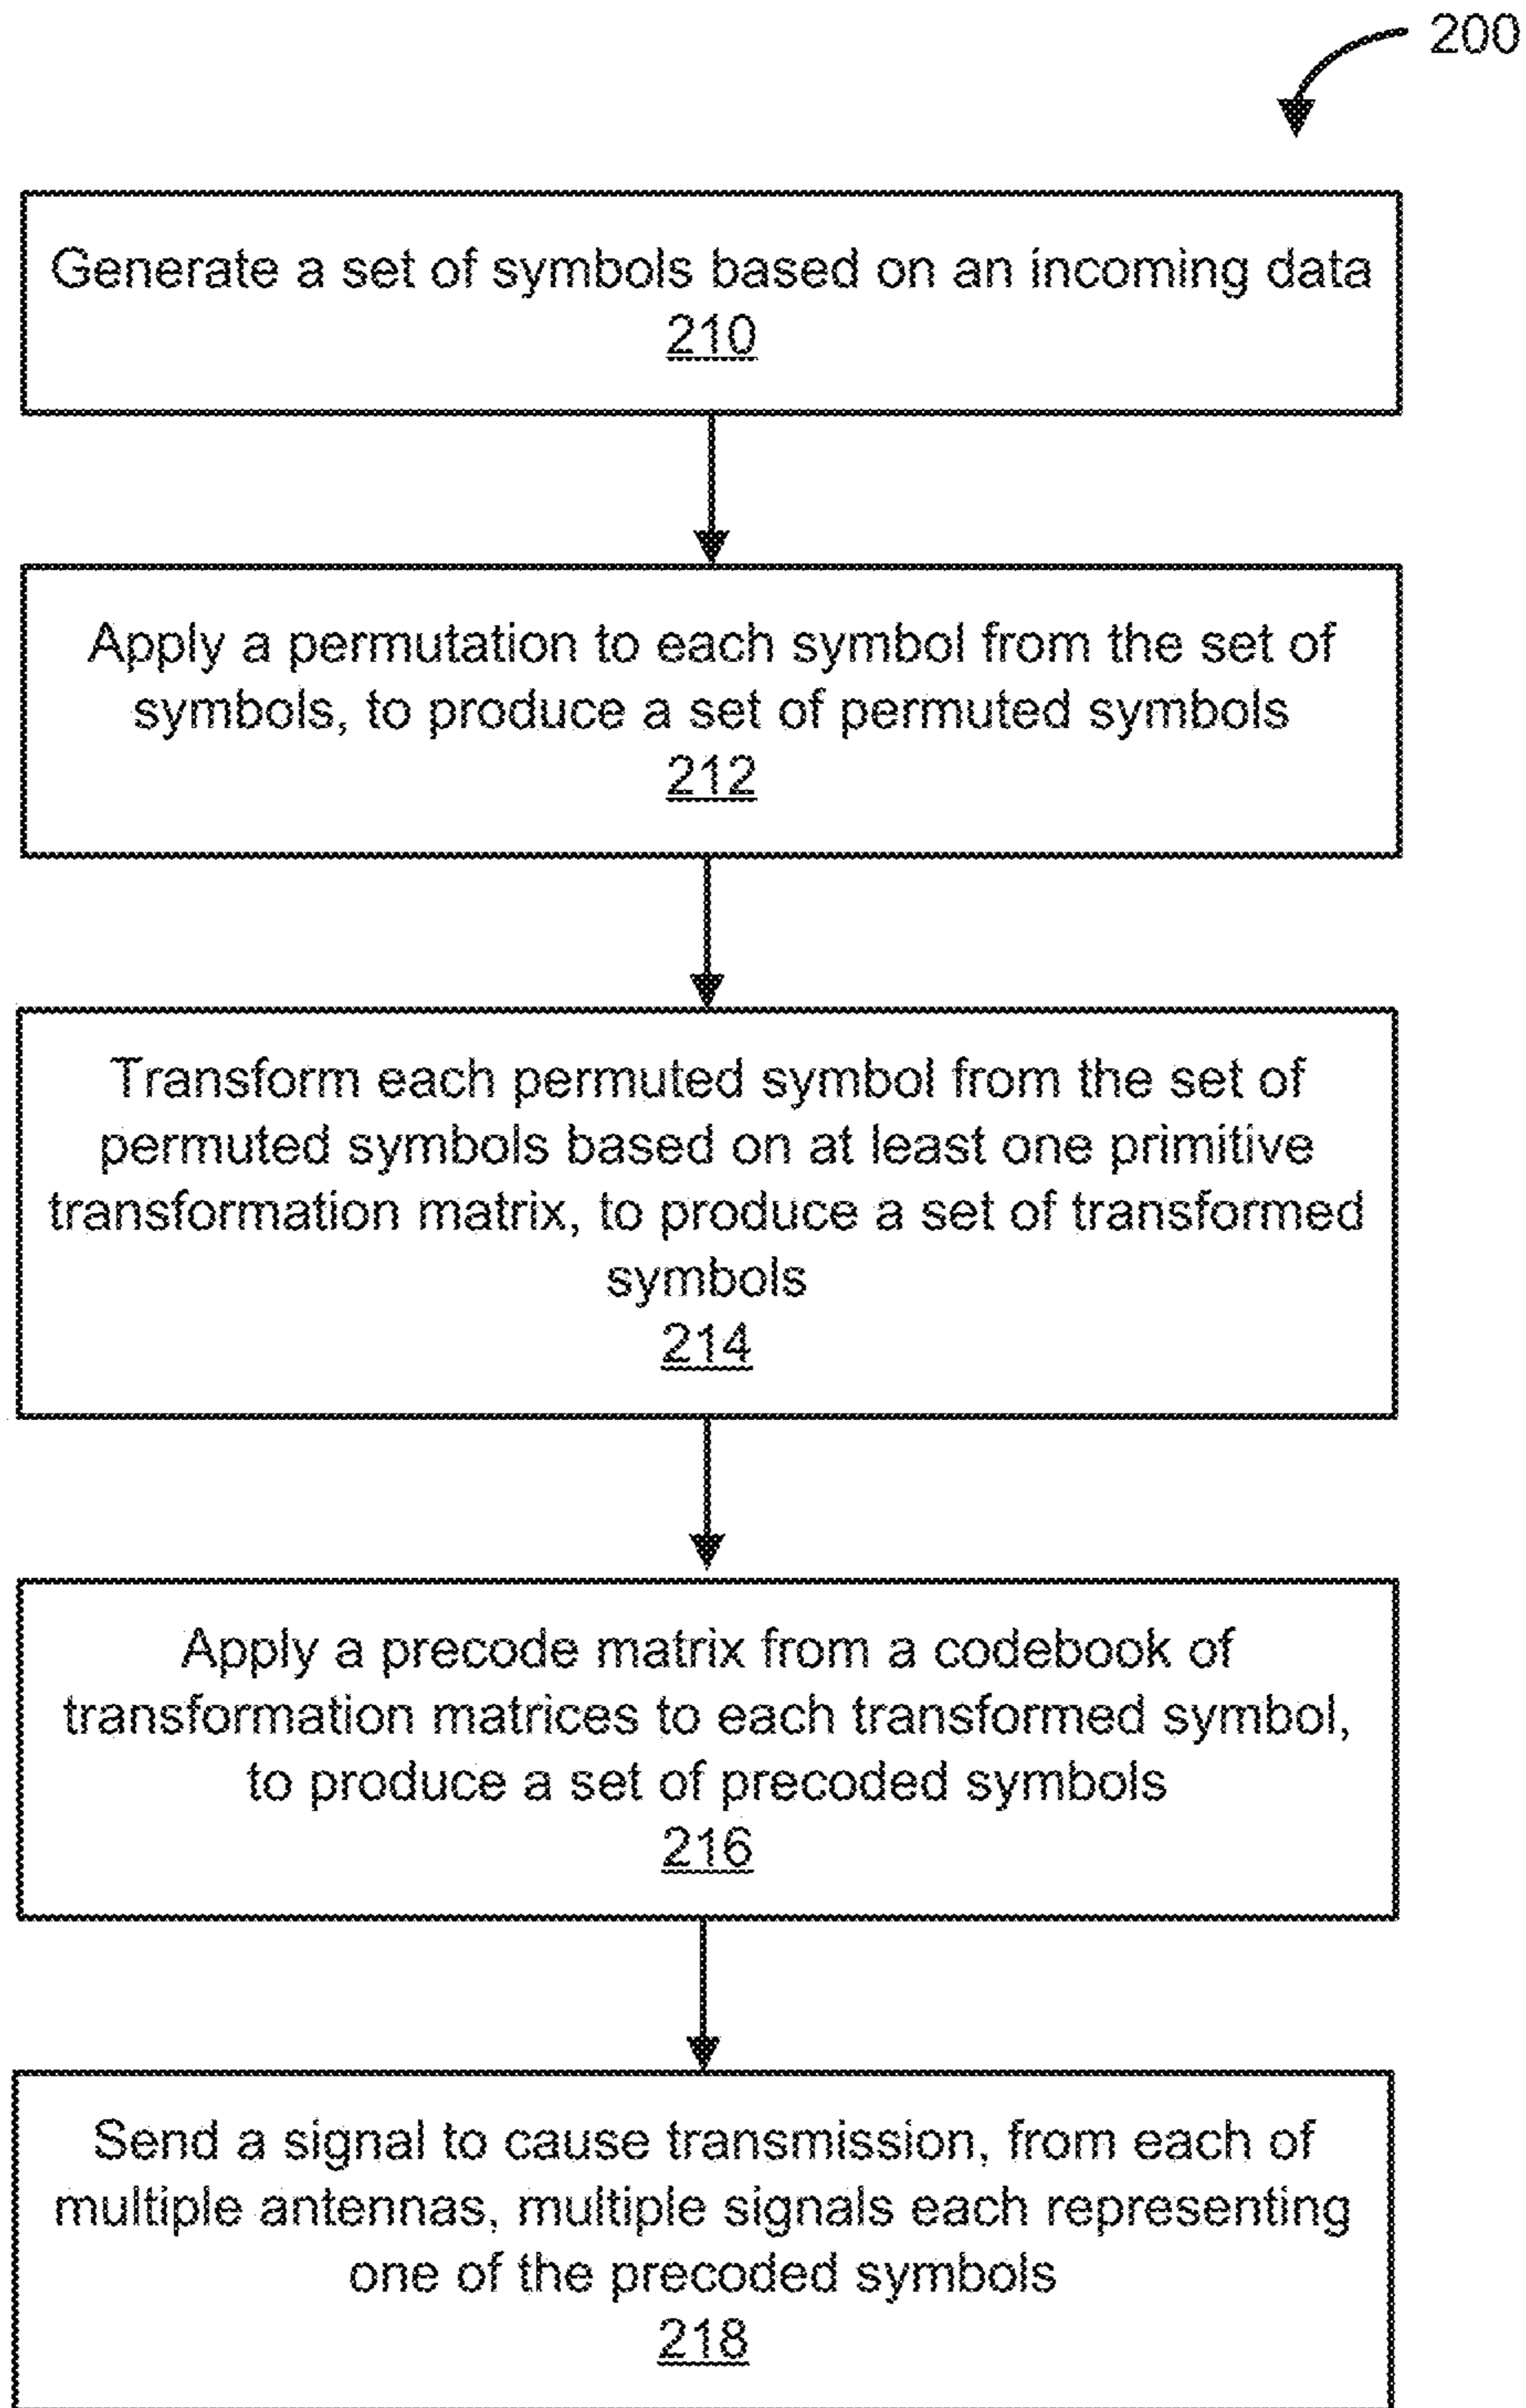 200
Generate a set of symbols based on an incoming data
210
Apply a permutation to each symbol from the set of
symbols, to produce a set of permuted symbols
212
Transform each permuted symbol from the set of
permuted symbols based on at least one primitive
transformation matrix, to produce a set of transformed
symbols
214
Apply a precode matrix from a codebook of
transformation matrices to each transformed symbol,
to produce a set of precoded symbols
216
Send a signal to cause transmission, from each of
multiple antennas, multiple signals each representing
one of the precoded symbols
218